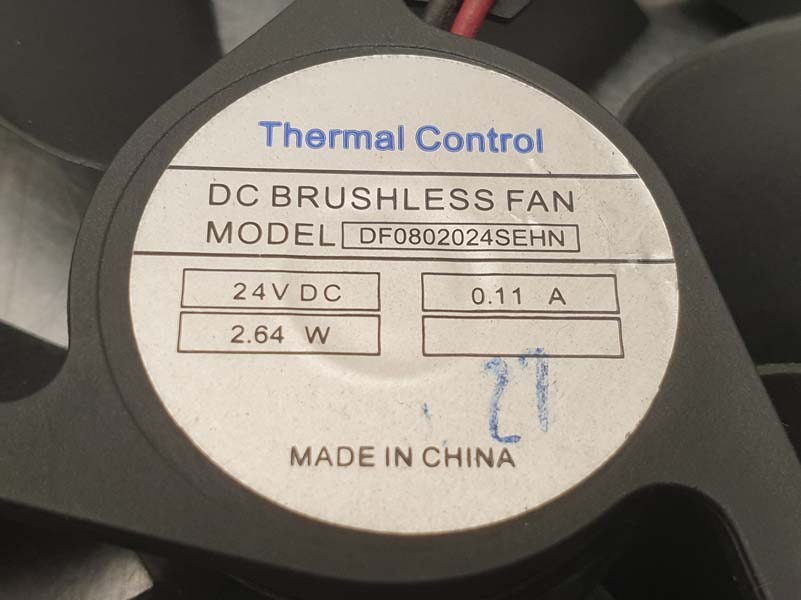 Thermal Control
DC BRUSHLESS FAN
MODEL DF0802024SEHN
24V DC 0.11 A
2.64 W
27
MADE IN CHINA